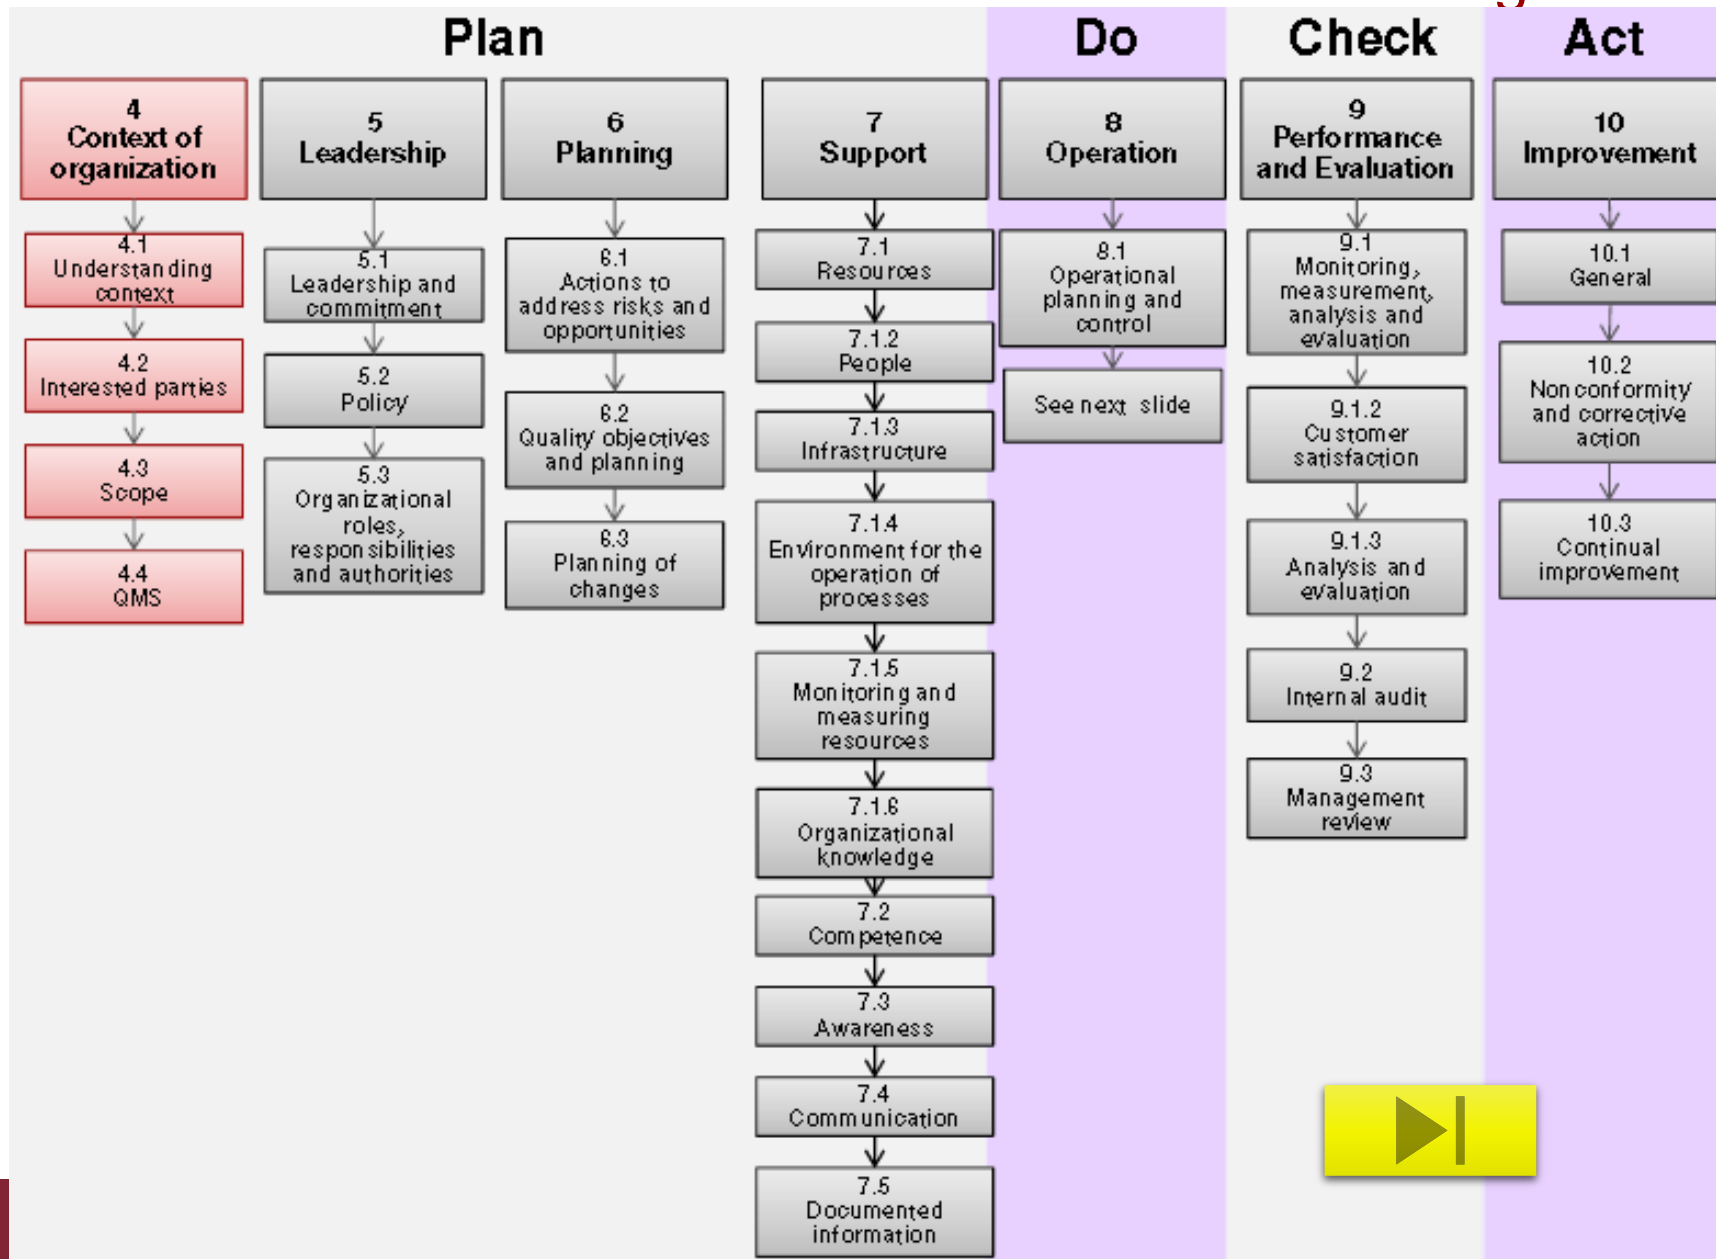 Plan
Do
Check
Act
4
Context of
organization
4.1
Understanding
context
4.2
Interested parties
4.3
Scope
4.4
QMS
5
Leadership
5.1
Leadership and
commitment
5.2
Policy
5.3
Organizational
roles,
responsibilities
and authorities
6
Planning
6.1
Actions to
address risks and
opportunities
6.2
Quality objectives
and planning
6.3
Planning of
changes
7
Support
7.1
Resources
7.1.2
People
7.1.3
Infrastructure
7.1.4
Environment for the
operation of
processes
7.1.5
Monitoring and
measuring
resources
7.1.6
Organizational
knowledge
7.2
Competence
7.3
Awareness
7.4
Communication
7.5
Documented
information
8
Operation
8.1
Operational
planning and
control
See next slide
9
Performance
and Evaluation
9.1
Monitoring,
measurement,
analysis and
evaluation
9.1.2
Customer
satisfaction
9.1.3
Analysis and
evaluation
9.2
Internal audit
9.3
Management
review
10
Improvement
10.1
General
10.2
Nonconformity
and corrective
action
10.3
Continual
improvement